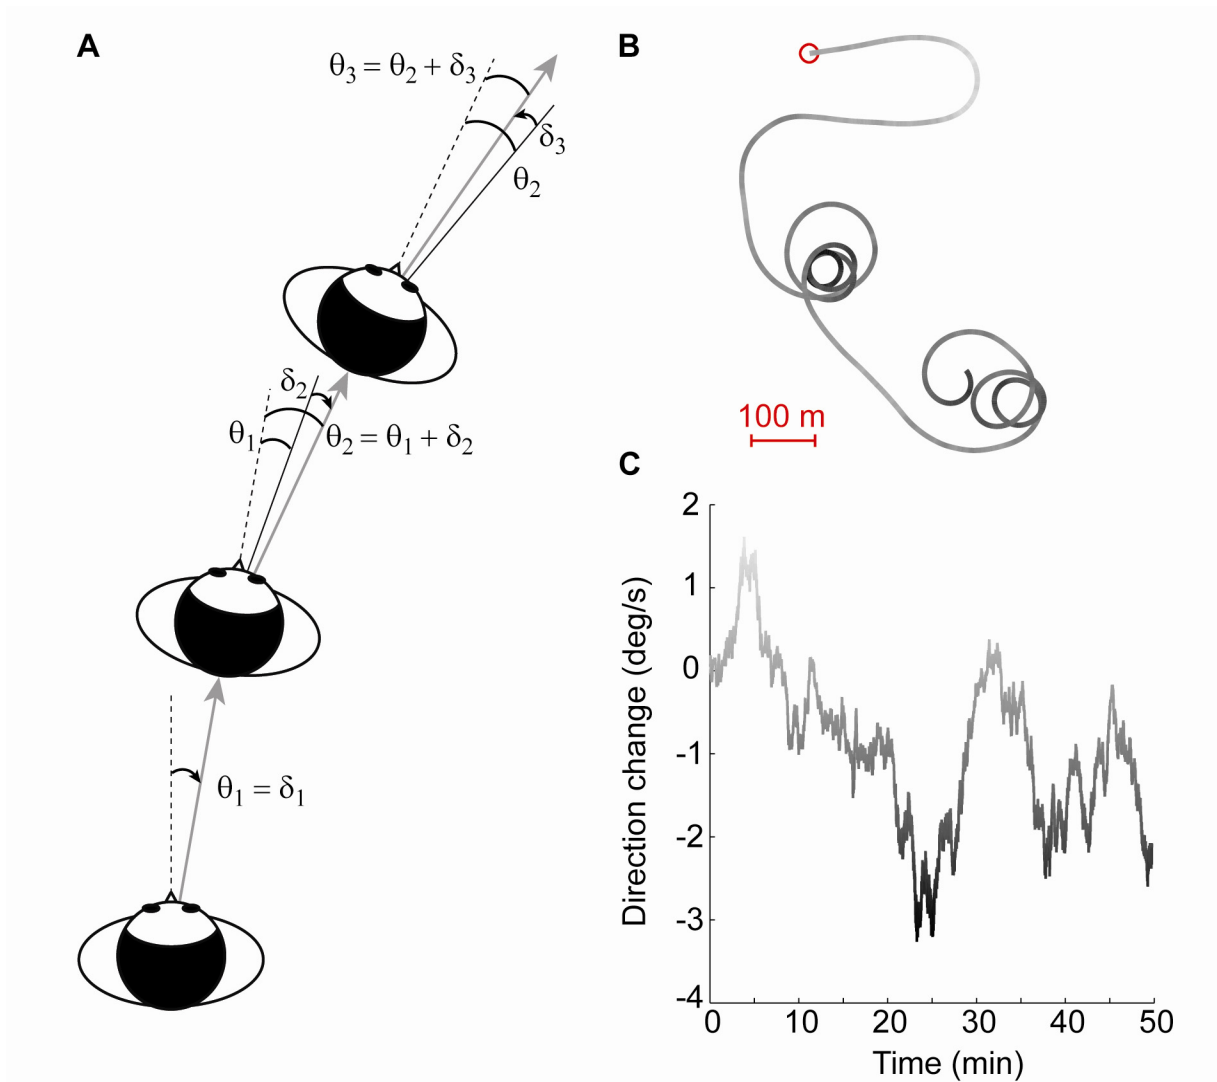 A
θ3 = θ2 + δ3
δ3
θ2
δ2
θ1
θ2 = θ1 + δ2
θ1 = δ1
B
100 m
C
Direction change (deg/s)
2
1
0
-1
-2
-3
-4
0 10 20 30 40 50
Time (min)